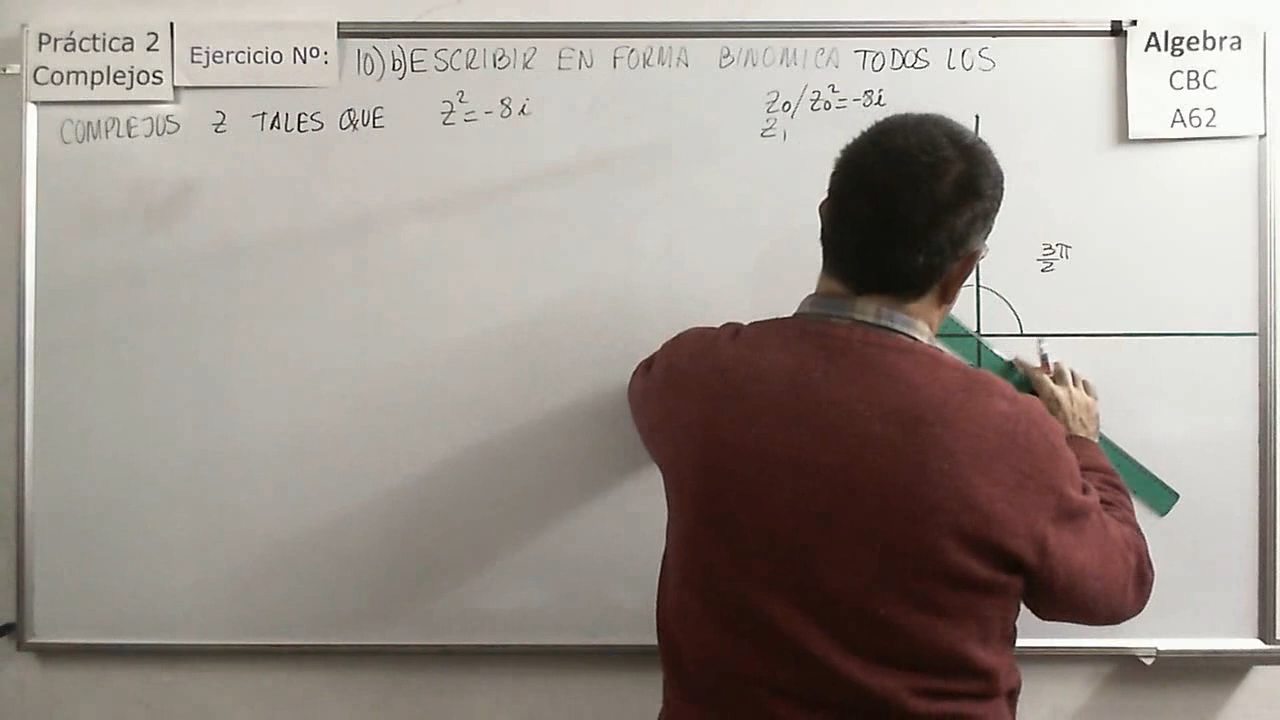 Práctica 2
Complejos
Ejercicio Nº:
10) b) ESCRIBIR EN FORMA BINOMICA TODOS LOS
COMPLEJOS Z TALES QUE Z²=-8i
Z₀/Z₀²=-8i
Z₁
3π/2
Algebra
CBC
A62